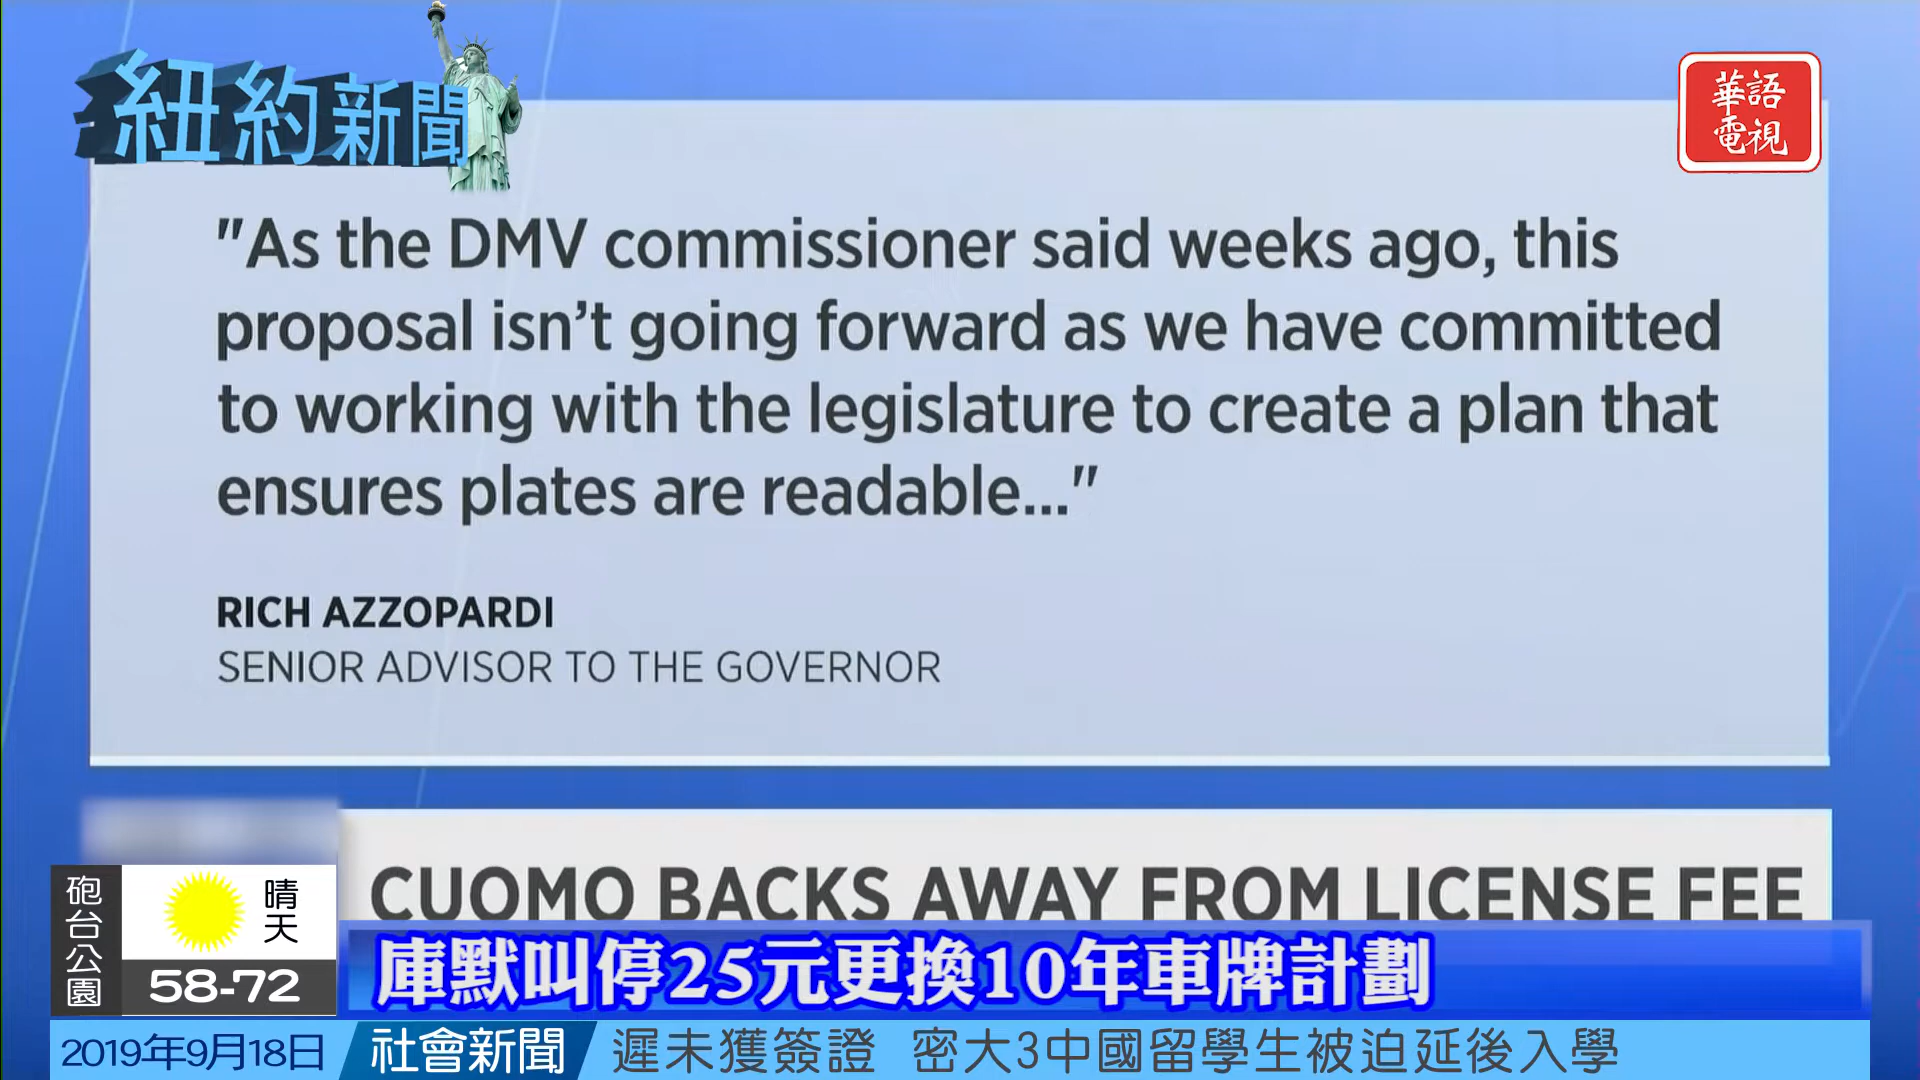 紐約新聞
華語
電視
"As the DMV commissioner said weeks ago, this
proposal isn't going forward as we have committed
to working with the legislature to create a plan that
ensures plates are readable..."
RICH AZZOPARDI
SENIOR ADVISOR TO THE GOVERNOR
CUOMO BACKS AWAY FROM LICENSE FEE
砲台公園
晴天
58-72
庫默叫停25元更換10年車牌計劃
2019年9月18日
社會新聞
遲未獲簽證 密大3中國留學生被迫延後入學